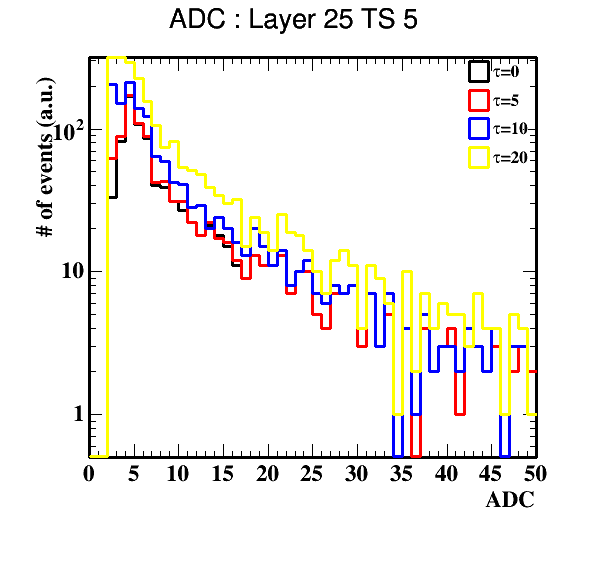 ADC : Layer 25 TS 5
# of events (a.u.)
10²
10
1
τ=0
τ=5
τ=10
τ=20
0 5 10 15 20 25 30 35 40 45 50
ADC